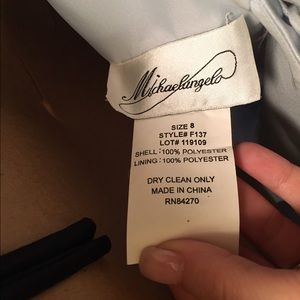 Michaelangelo
SIZE 8
STYLE# F137
LOT# 119109
SHELL :100% POLYESTER
LINING : 100% POLYESTER
DRY CLEAN ONLY
MADE IN CHINA
RN84270